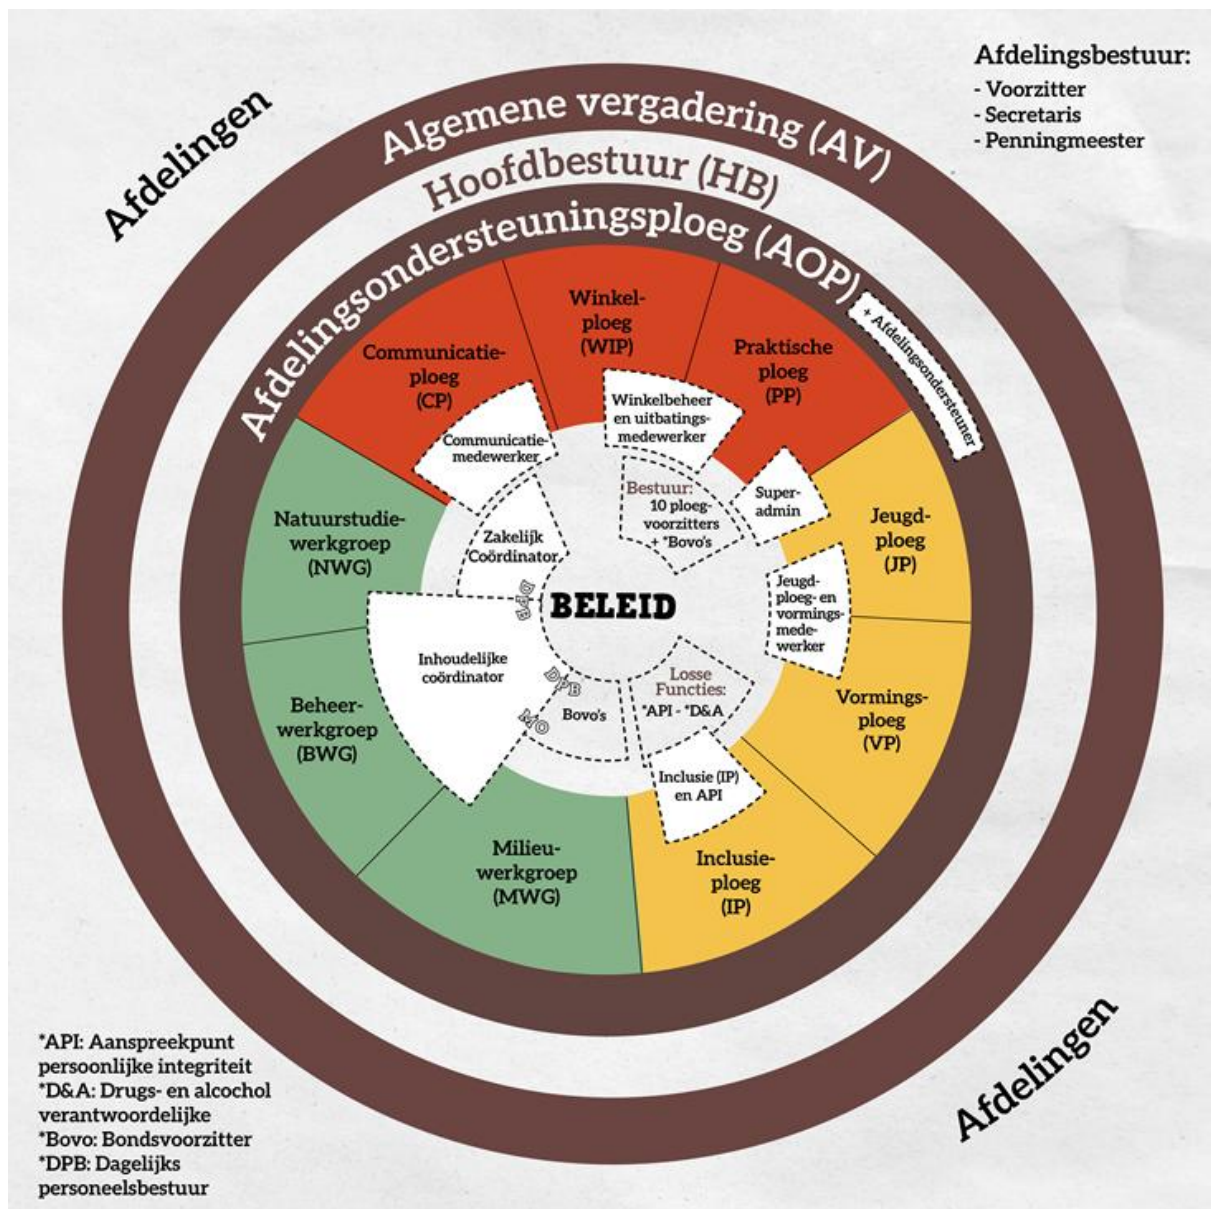 Afdelingsbestuur:
- Voorzitter
- Secretaris
- Penningmeester
Afdelingen
Algemene vergadering (AV)
Hoofdbestuur (HB)
Afdelingsondersteuningsploeg (AOP)
+ Afdelingsondersteuner
Winkel-
ploeg
(WIP)
Communicatie-
ploeg
(CP)
Praktische
ploeg
(PP)
Communicatie-
medewerker
Winkelbeheer
en uitbatings-
medewerker
Super-
admin
Bestuur:
10 ploeg-
voorzitters
+ *Bovo's
Natuurstudie-
werkgroep
(NWG)
Zakelijk
Coördinator
Jeugd-
ploeg
(JP)
Jeugd-
ploeg- en
vormings-
mede-
werker
DPB
BELEID
Inhoudelijke
coördinator
DPB
MO
Bovo's
Losse
Functies:
*API - *D&A
Vormings-
ploeg
(VP)
Beheer-
werkgroep
(BWG)
Inclusie (IP)
en API
Milieu-
werkgroep
(MWG)
Inclusie-
ploeg
(IP)
Afdelingen
*API: Aanspreekpunt
persoonlijke integriteit
*D&A: Drugs- en alcochol
verantwoordelijke
*Bovo: Bondsvoorzitter
*DPB: Dagelijks
personeelsbestuur